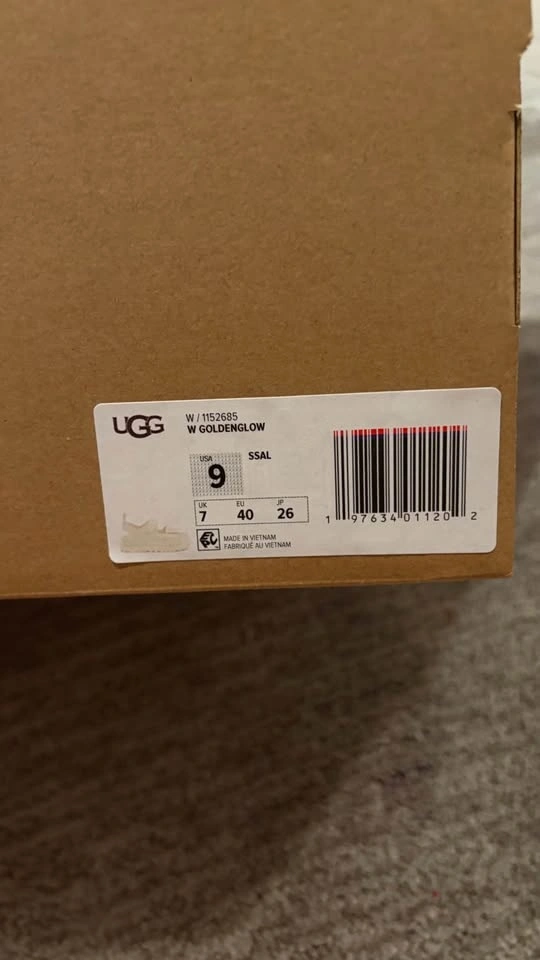 UGG
W / 1152685
W GOLDENGLOW
USA
9
SSAL
UK EU JP
7 40 26
MADE IN VIETNAM
FABRIQUÉ AU VIETNAM
1 97634 01120 2